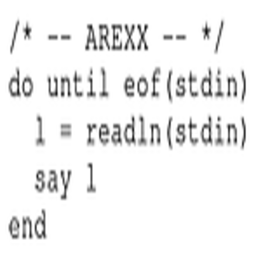 /* -- AREXX -- */
do until eof(stdin)
  l = readln(stdin)
  say l
end